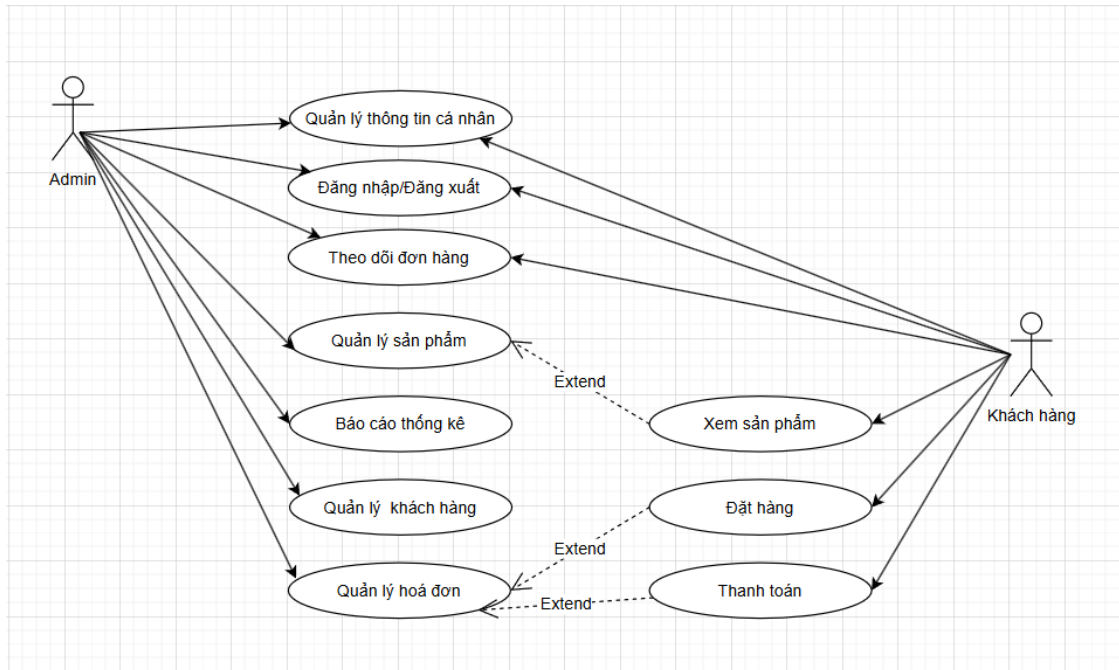 Quản lý thông tin cá nhân
Admin
Đăng nhập/Đăng xuất
Theo dõi đơn hàng
Quản lý sản phẩm
Extend
Khách hàng
Báo cáo thống kê
Xem sản phẩm
Quản lý khách hàng
Đặt hàng
Extend
Quản lý hoá đơn
Extend
Thanh toán